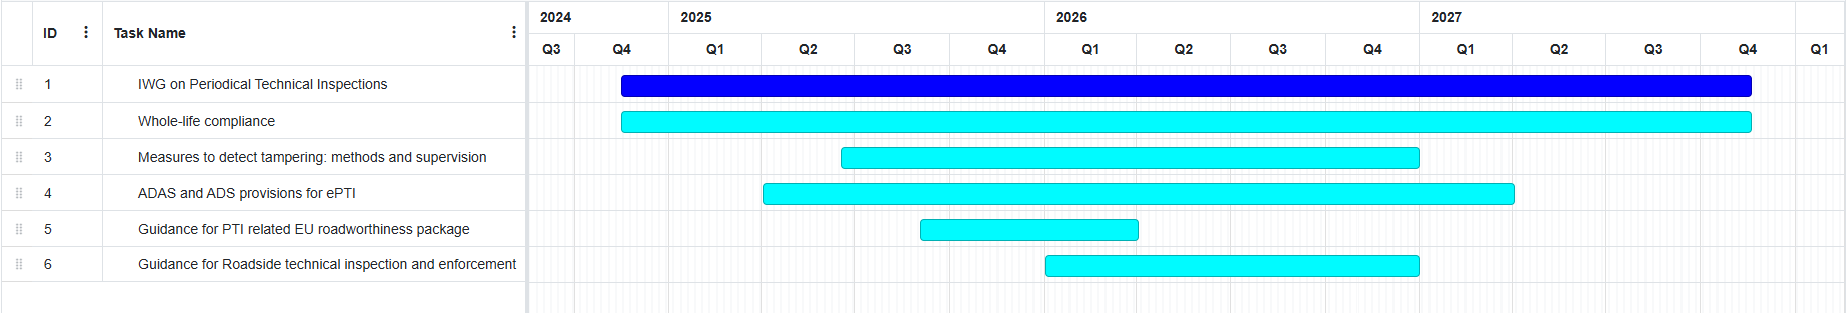 2024 2025 2026 2027
ID Task Name
Q3 Q4 Q1 Q2 Q3 Q4 Q1 Q2 Q3 Q4 Q1 Q2 Q3 Q4 Q1
1 IWG on Periodical Technical Inspections
2 Whole-life compliance
3 Measures to detect tampering: methods and supervision
4 ADAS and ADS provisions for ePTI
5 Guidance for PTI related EU roadworthiness package
6 Guidance for Roadside technical inspection and enforcement